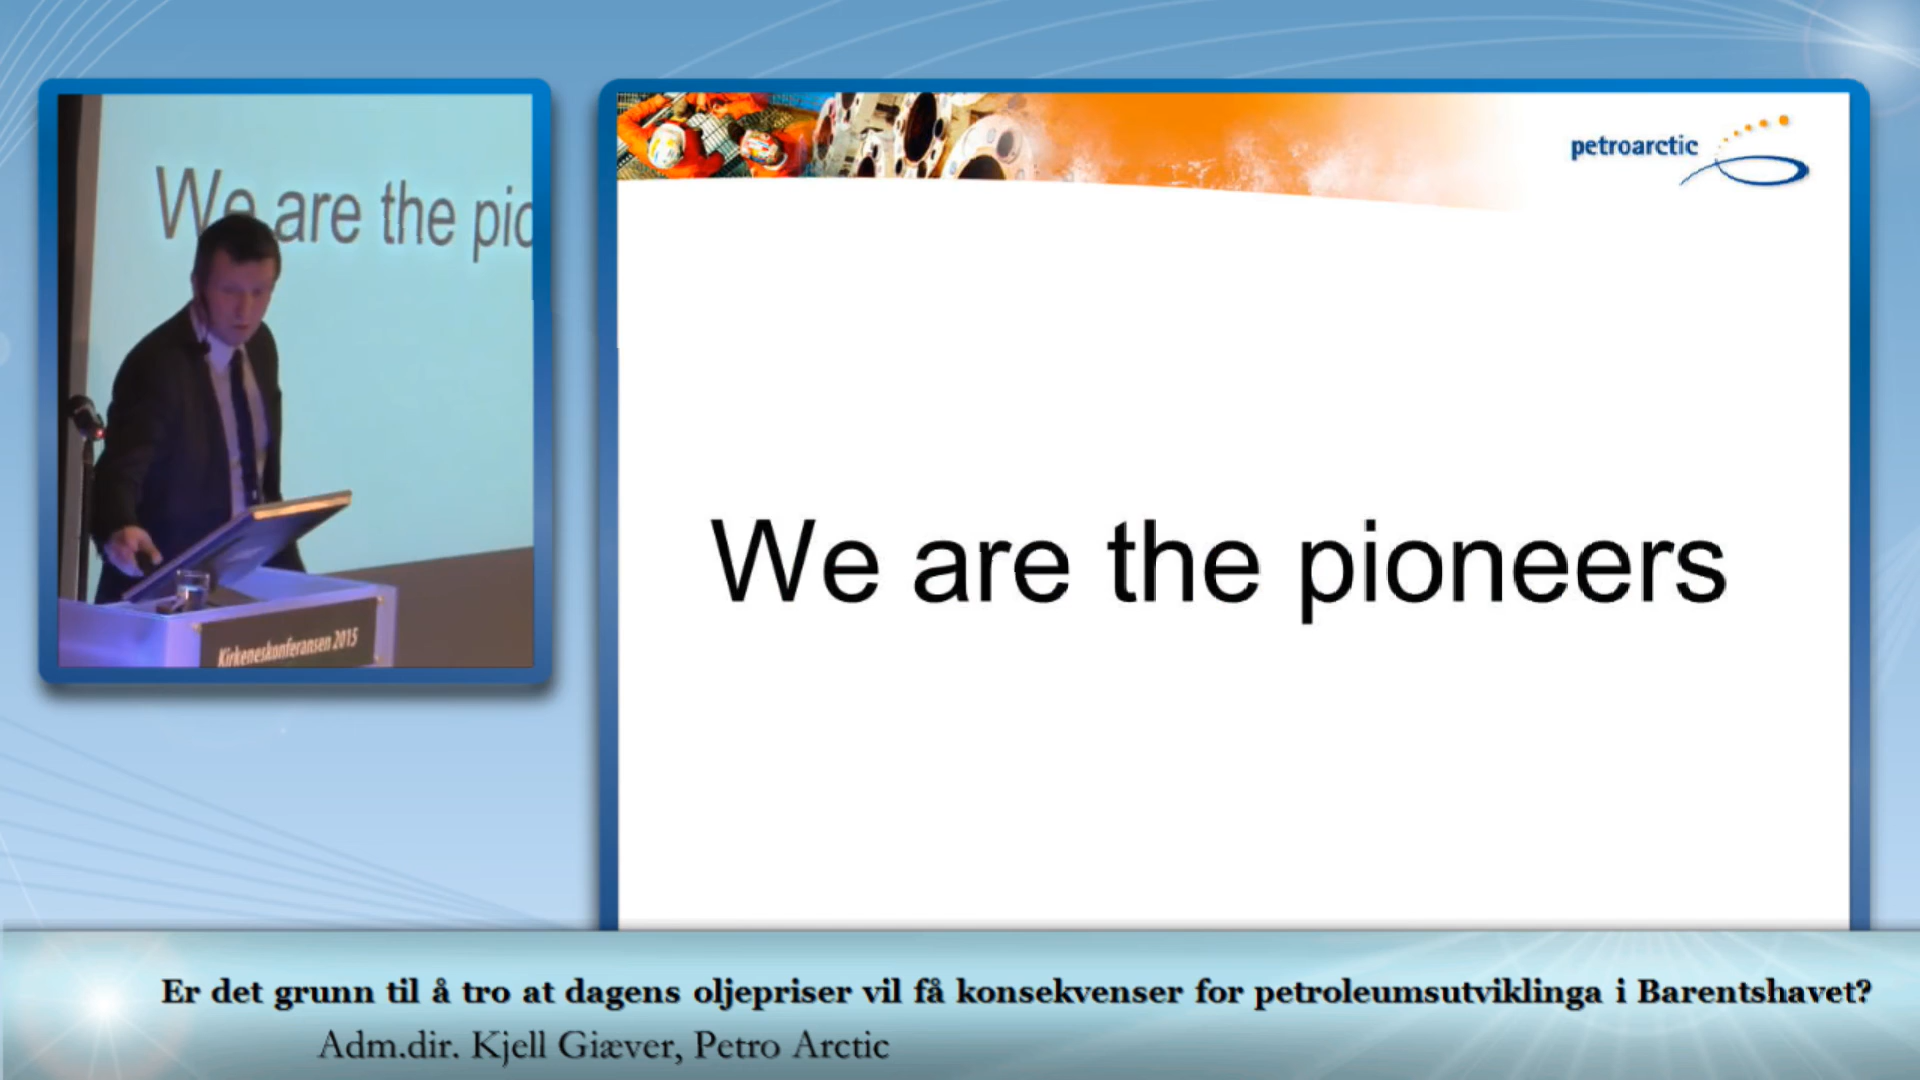 We are the pio
Kirkeneskonferansen 2015
petroarctic
We are the pioneers
Er det grunn til å tro at dagens oljepriser vil få konsekvenser for petroleumsutviklinga i Barentshavet?
Adm.dir. Kjell Giæver, Petro Arctic